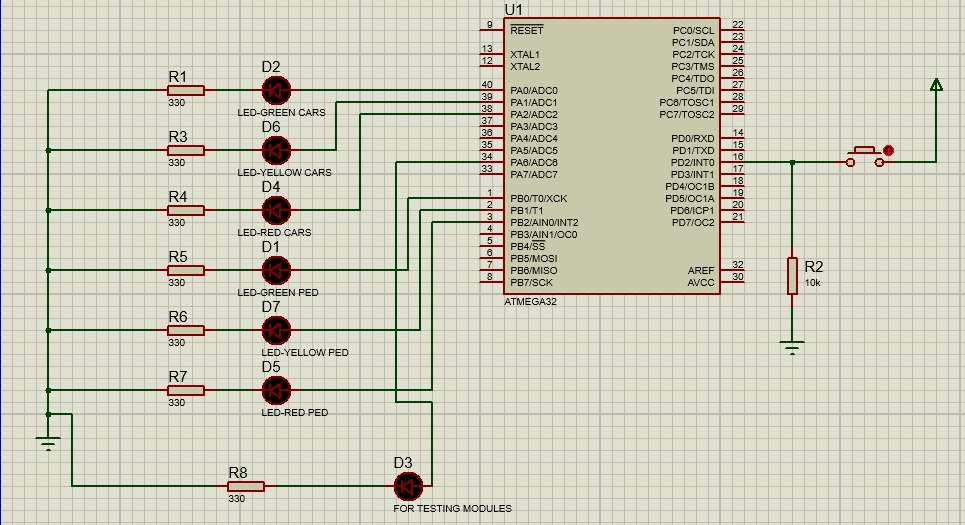 U1
9 RESET
13 XTAL1
12 XTAL2
40 PA0/ADC0
39 PA1/ADC1
38 PA2/ADC2
37 PA3/ADC3
36 PA4/ADC4
35 PA5/ADC5
34 PA6/ADC6
33 PA7/ADC7
1 PB0/T0/XCK
2 PB1/T1
3 PB2/AIN0/INT2
4 PB3/AIN1/OC0
5 PB4/SS
6 PB5/MOSI
7 PB6/MISO
8 PB7/SCK
PC0/SCL 22
PC1/SDA 23
PC2/TCK 24
PC3/TMS 25
PC4/TDO 26
PC5/TDI 27
PC6/TOSC1 28
PC7/TOSC2 29
PD0/RXD 14
PD1/TXD 15
PD2/INT0 16
PD3/INT1 17
PD4/OC1B 18
PD5/OC1A 19
PD6/ICP1 20
PD7/OC2 21
AREF 32
AVCC 30
ATMEGA32
R1
330
D2
LED-GREEN CARS
R3
330
D6
LED-YELLOW CARS
R4
330
D4
LED-RED CARS
R5
330
D1
LED-GREEN PED
R6
330
D7
LED-YELLOW PED
R7
330
D5
LED-RED PED
R8
330
D3
FOR TESTING MODULES
R2
10k